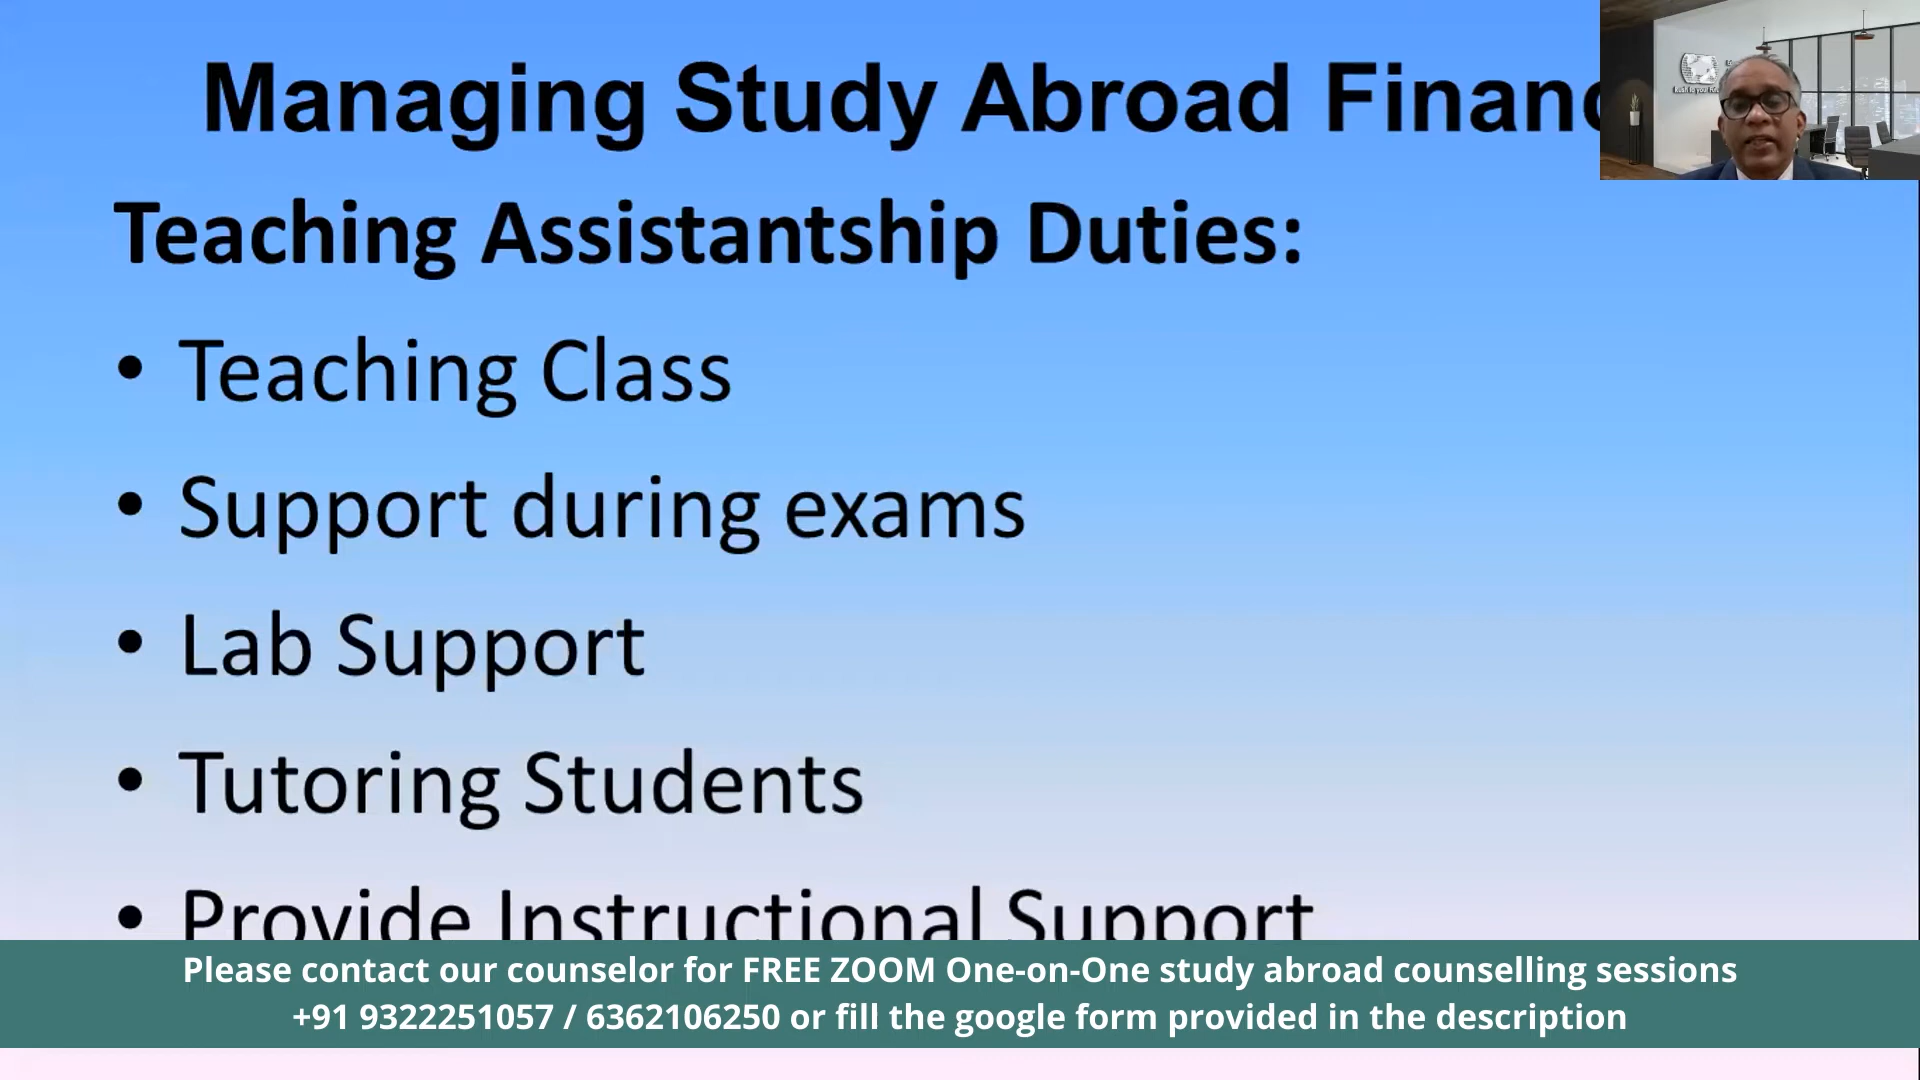 Managing Study Abroad Financ
Teaching Assistantship Duties:
• Teaching Class
• Support during exams
• Lab Support
• Tutoring Students
• Provide Instructional Support
Please contact our counselor for FREE ZOOM One-on-One study abroad counselling sessions
+91 9322251057 / 6362106250 or fill the google form provided in the description